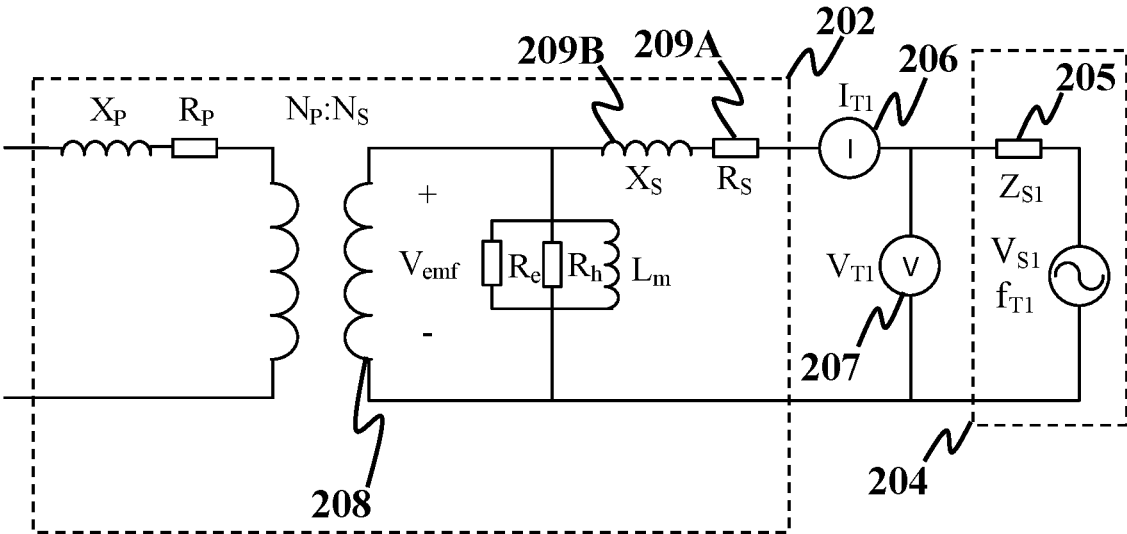 202
209B
209A
206
205
X_P
R_P
N_P:N_S
I_T1
I
X_S
R_S
Z_S1
+
V_emf
-
R_e
R_h
L_m
V_T1
V
V_S1
f_T1
207
204
208